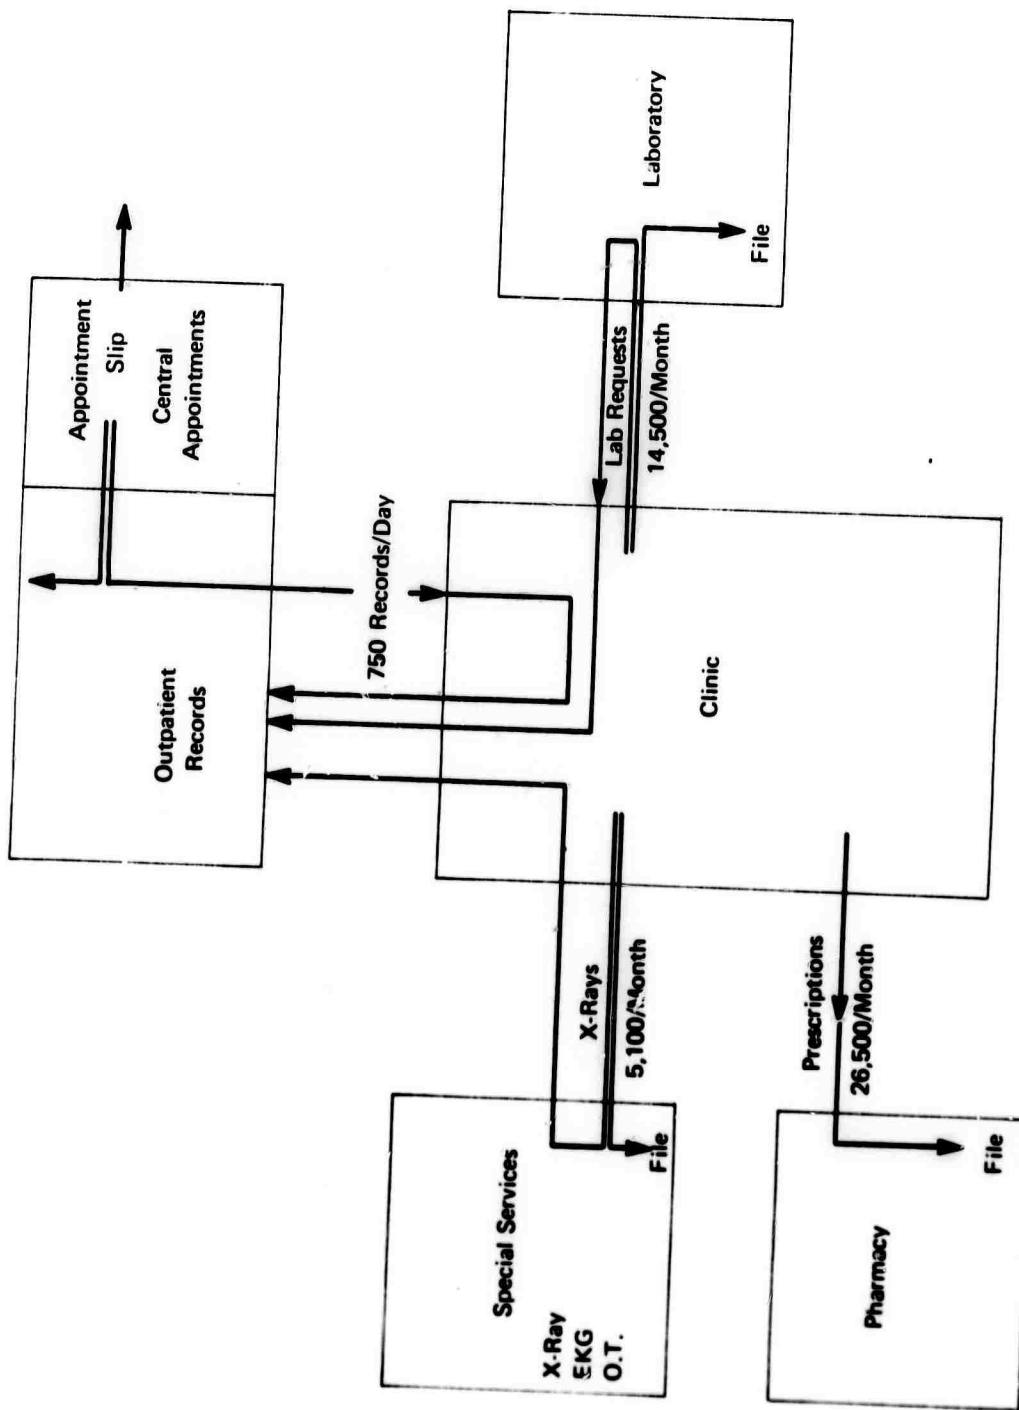 Appointment
Slip
Central
Appointments
Outpatient
Records
750 Records/Day
Laboratory
File
Lab Requests
14,500/Month
Clinic
X-Rays
5,100/Month
Special Services
X-Ray
EKG
O.T.
File
Prescriptions
26,500/Month
Pharmacy
File